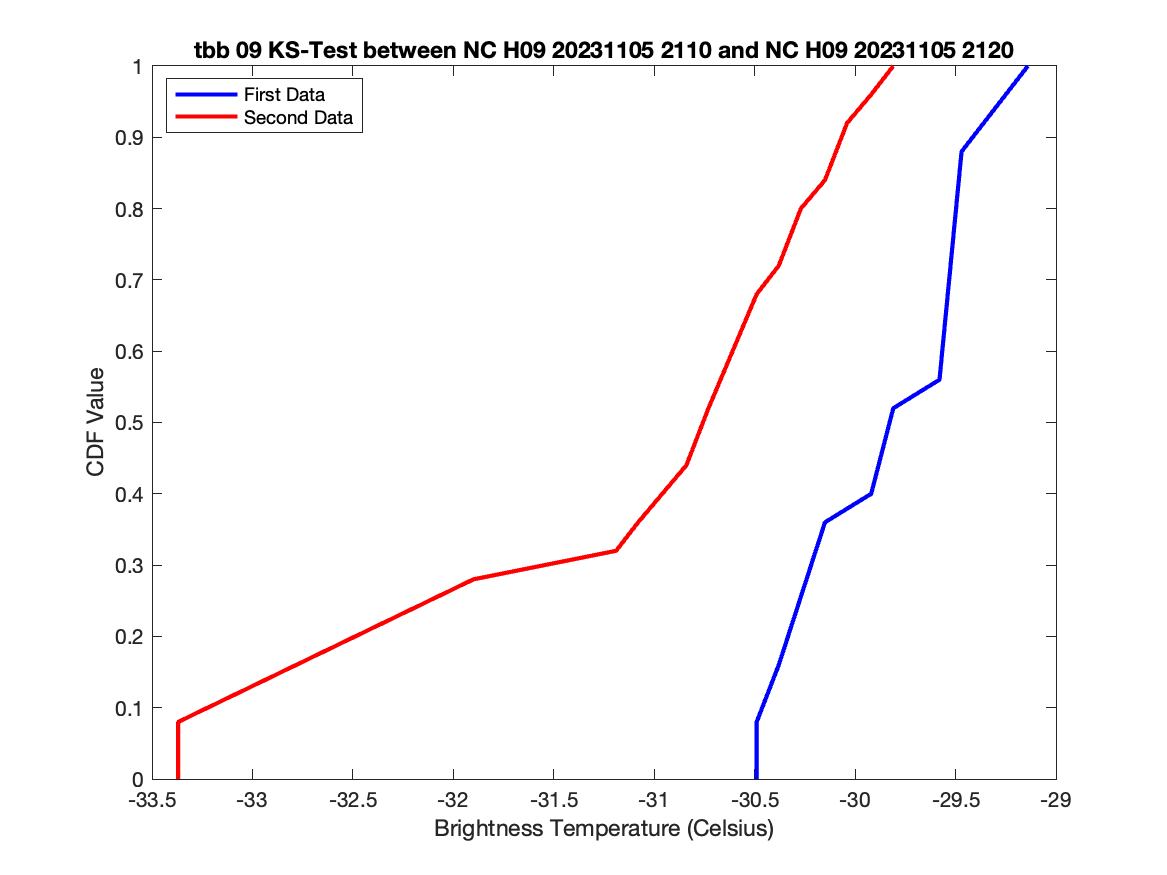 tbb 09 KS-Test between NC H09 20231105 2110 and NC H09 20231105 2120
First Data
Second Data
1
0.9
0.8
0.7
0.6
0.5
0.4
0.3
0.2
0.1
0
CDF Value
-33.5 -33 -32.5 -32 -31.5 -31 -30.5 -30 -29.5 -29
Brightness Temperature (Celsius)